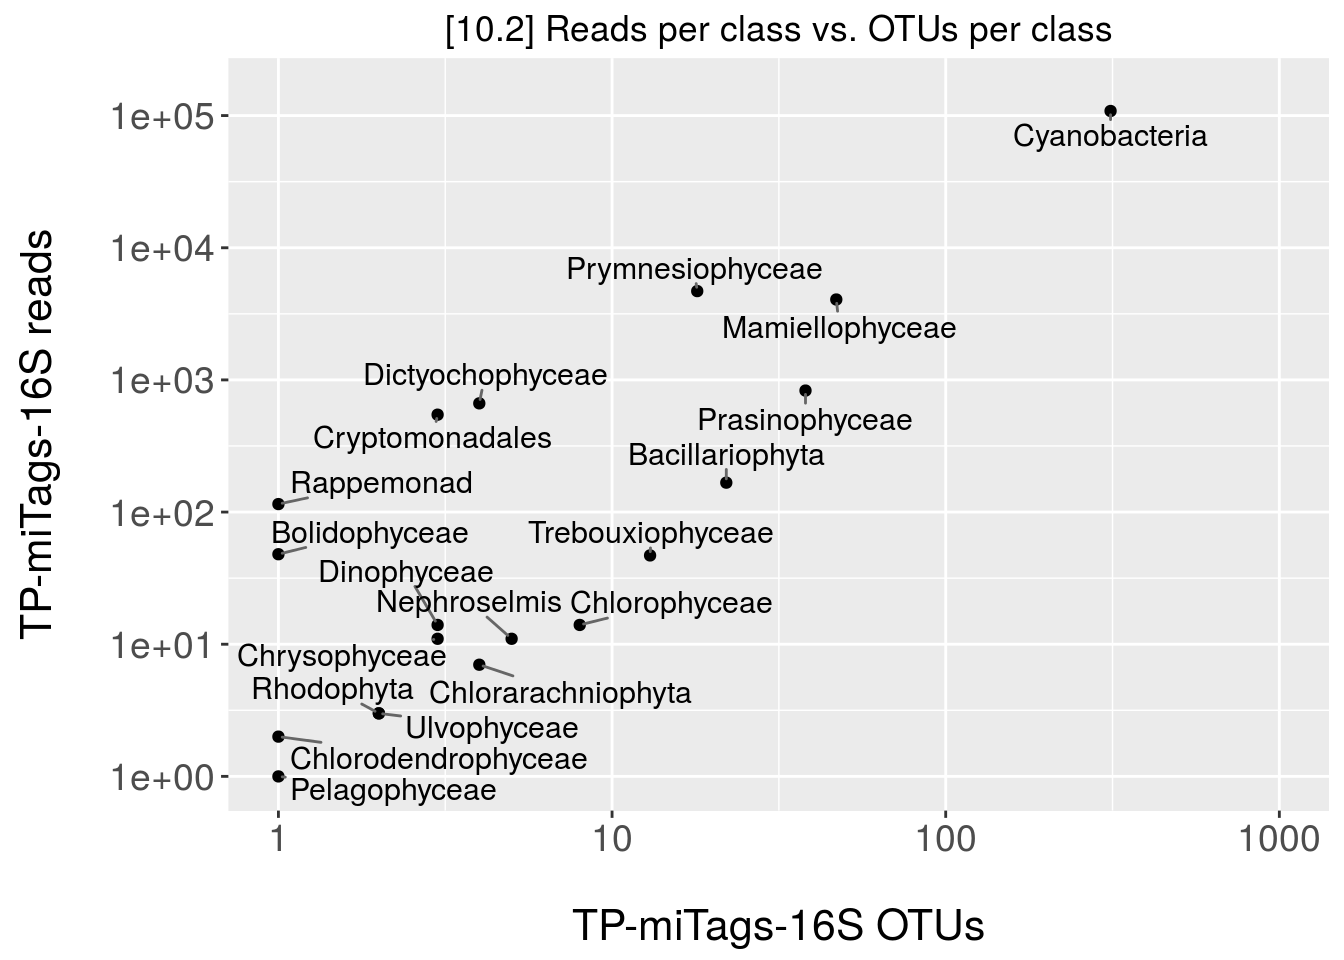 [10.2] Reads per class vs. OTUs per class
1e+05
Cyanobacteria
1e+04
Prymnesiophyceae
Mamiellophyceae
1e+03
Dictyochophyceae
Prasinophyceae
Cryptomonadales
Bacillariophyta
Rappemonad
1e+02
Bolidophyceae
Trebouxiophyceae
Dinophyceae
Nephroselmis
Chlorophyceae
1e+01
Chrysophyceae
Rhodophyta
Chlorarachniophyta
Ulvophyceae
Chlorodendrophyceae
1e+00
Pelagophyceae
TP-miTags-16S reads
1
10
100
1000
TP-miTags-16S OTUs